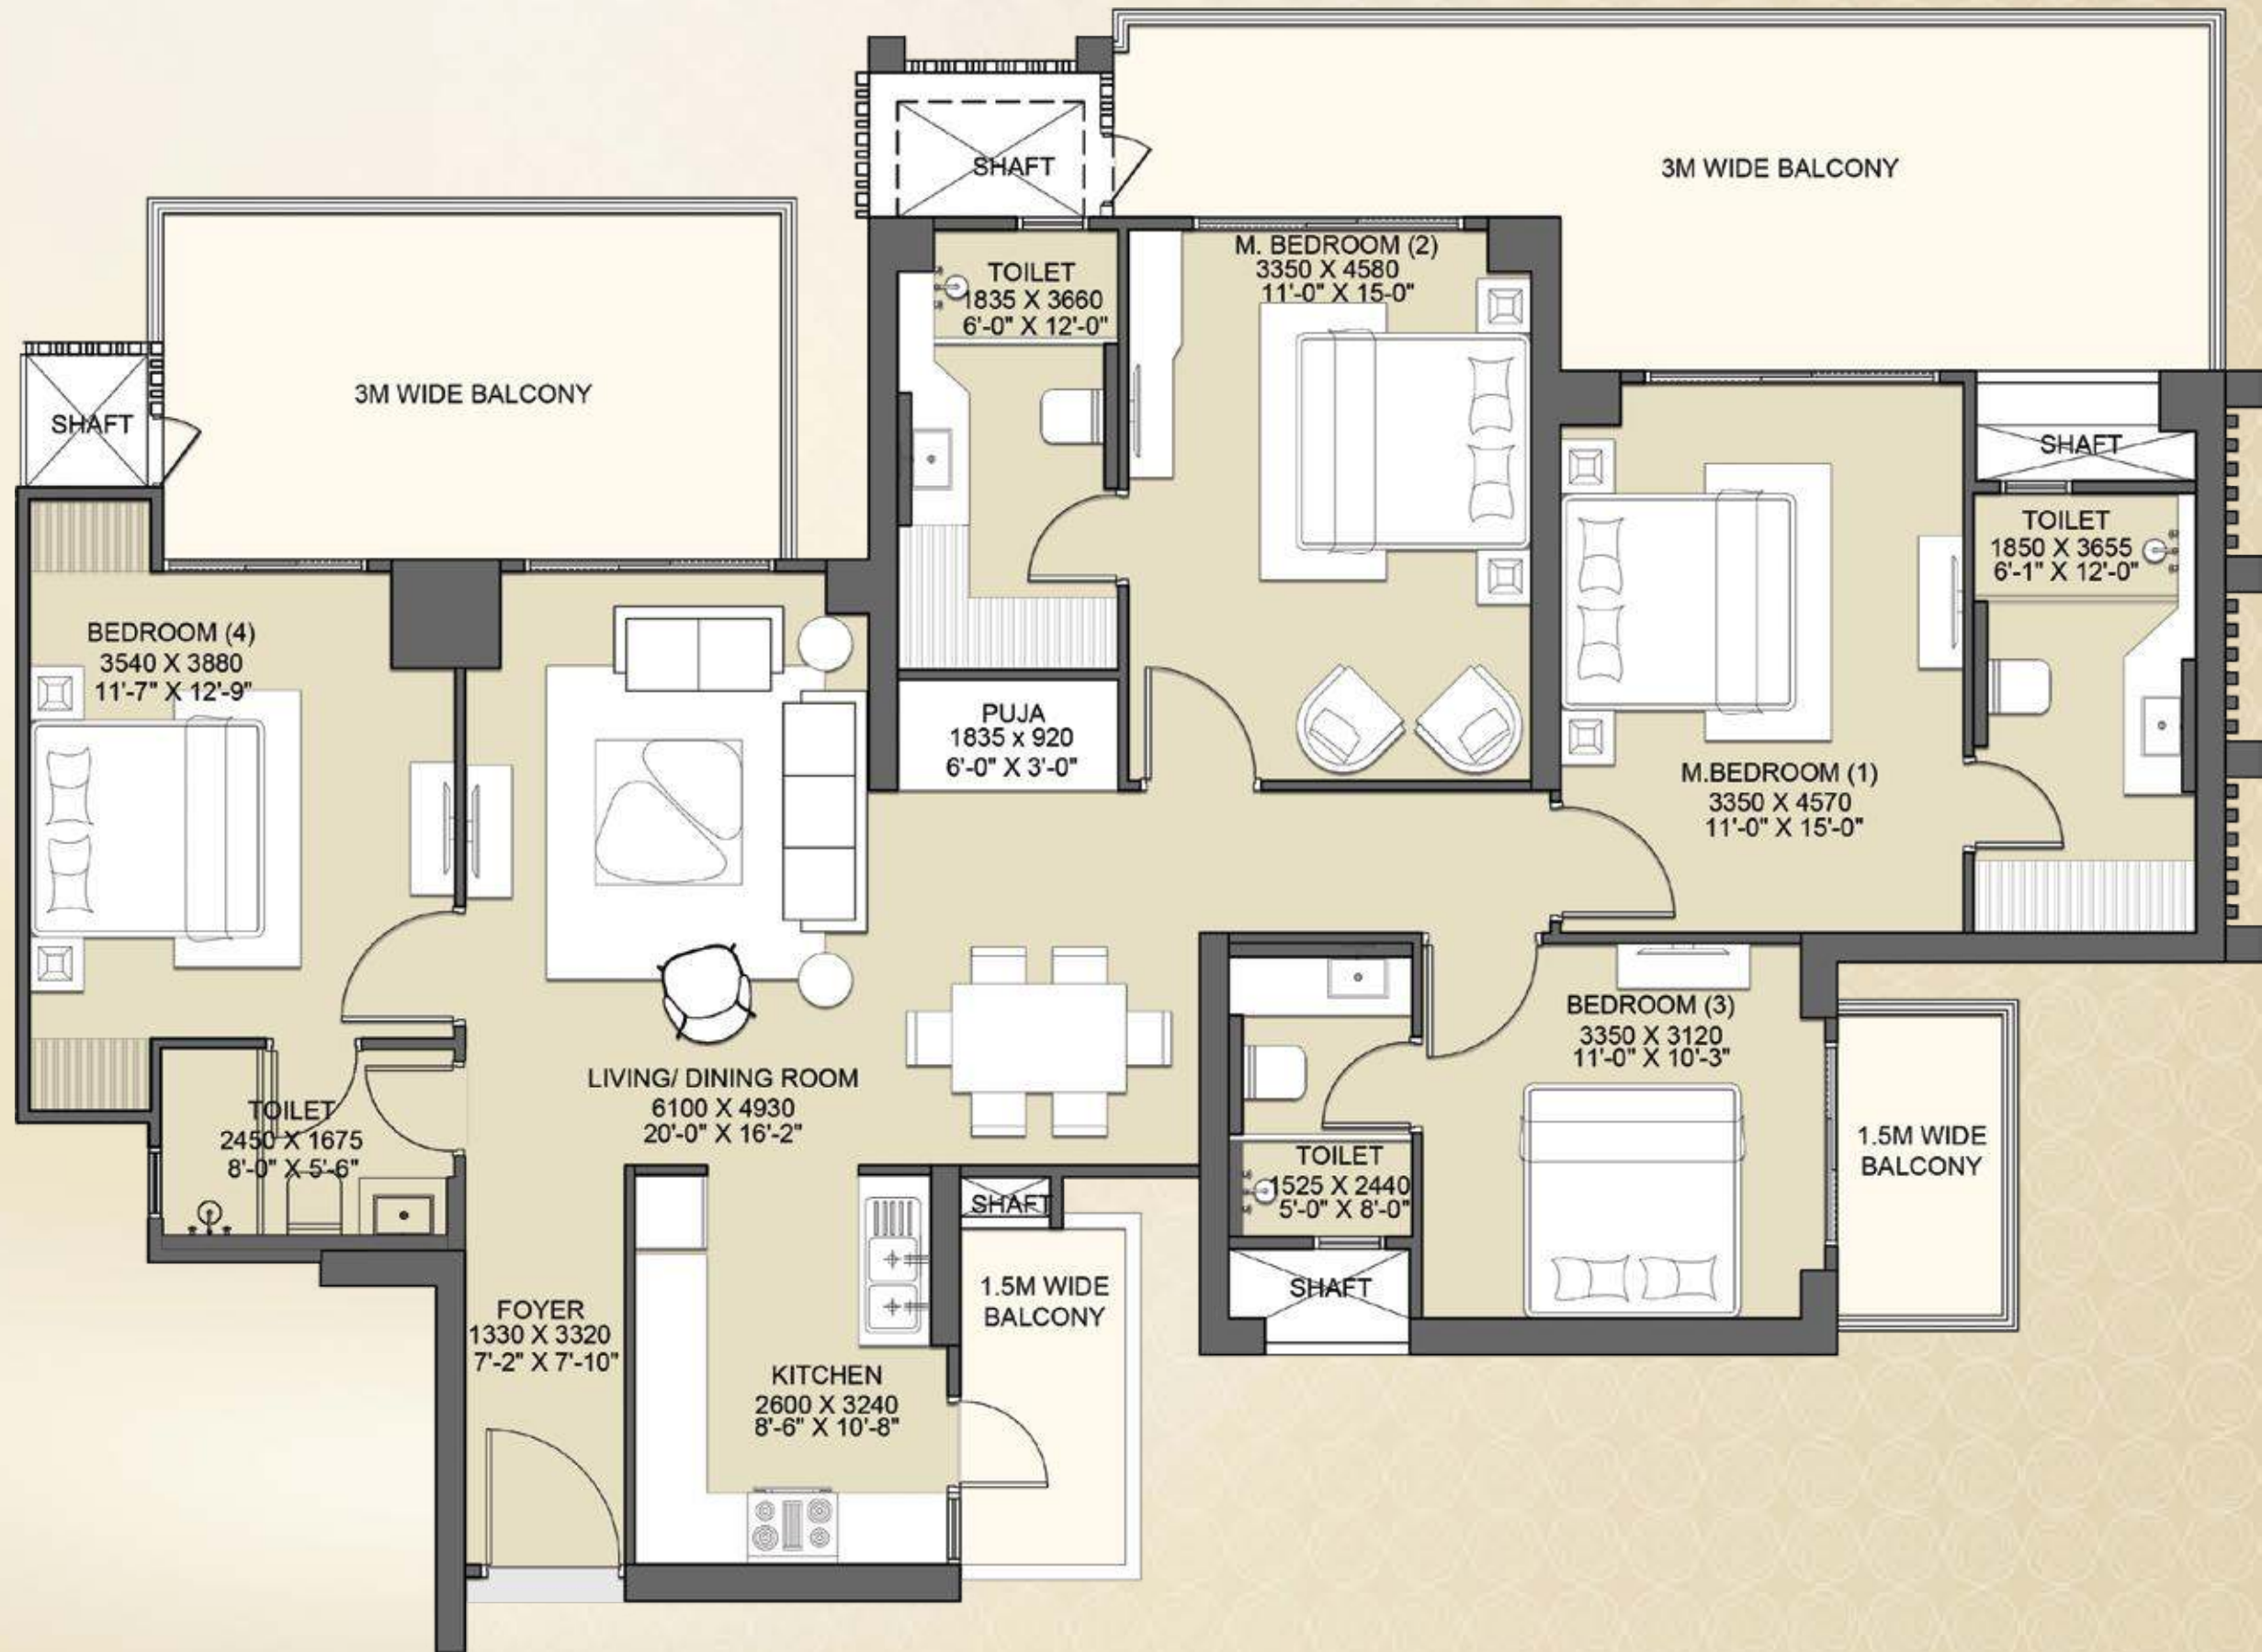 SHAFT
3M WIDE BALCONY
M. BEDROOM (2)
3350 X 4580
11'-0" X 15-0"
TOILET
1835 X 3660
6'-0" X 12'-0"
3M WIDE BALCONY
SHAFT
SHAFT
TOILET
1850 X 3655
6'-1" X 12'-0"
BEDROOM (4)
3540 X 3880
11'-7" X 12'-9"
PUJA
1835 x 920
6'-0" X 3'-0"
M.BEDROOM (1)
3350 X 4570
11'-0" X 15'-0"
BEDROOM (3)
3350 X 3120
11'-0" X 10'-3"
LIVING/ DINING ROOM
6100 X 4930
20'-0" X 16'-2"
TOILET
2450 X 1675
8'-0" X 5'-6"
1.5M WIDE
BALCONY
TOILET
1525 X 2440
5'-0" X 8'-0"
SHAFT
SHAFT
1.5M WIDE
BALCONY
FOYER
1330 X 3320
7'-2" X 7'-10"
KITCHEN
2600 X 3240
8'-6" X 10'-8"